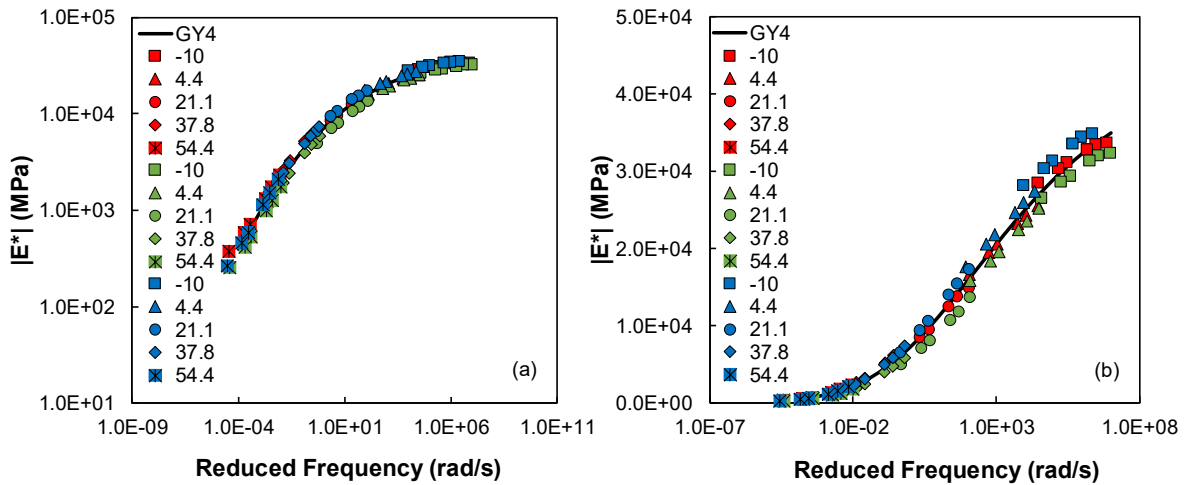 1.0E+05
1.0E+04
1.0E+03
1.0E+02
1.0E+01
|E*| (MPa)
1.0E-09
1.0E-04
1.0E+01
1.0E+06
1.0E+11
Reduced Frequency (rad/s)
GY4
-10
4.4
21.1
37.8
54.4
-10
4.4
21.1
37.8
54.4
-10
4.4
21.1
37.8
54.4
(a)
5.0E+04
4.0E+04
3.0E+04
2.0E+04
1.0E+04
0.0E+00
|E*| (MPa)
1.0E-07
1.0E-02
1.0E+03
1.0E+08
Reduced Frequency (rad/s)
GY4
-10
4.4
21.1
37.8
54.4
-10
4.4
21.1
37.8
54.4
-10
4.4
21.1
37.8
54.4
(b)